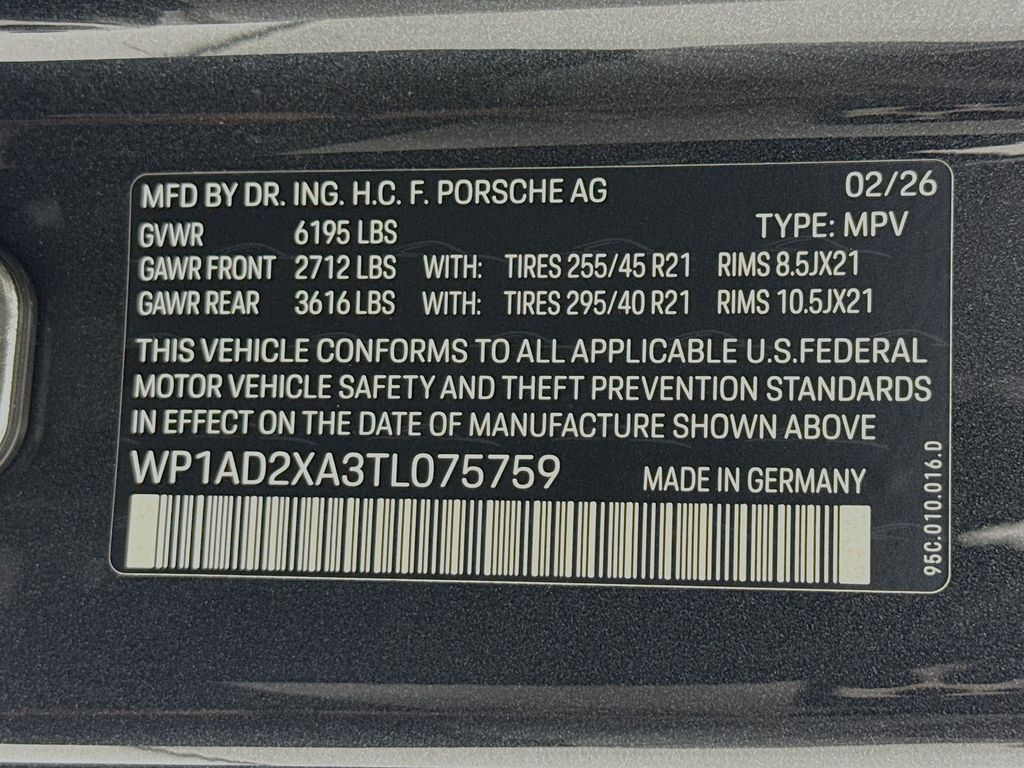 MFD BY DR. ING. H.C. F. PORSCHE AG 02/26
GVWR 6195 LBS TYPE: MPV
GAWR FRONT 2712 LBS WITH: TIRES 255/45 R21 RIMS 8.5JX21
GAWR REAR 3616 LBS WITH: TIRES 295/40 R21 RIMS 10.5JX21
THIS VEHICLE CONFORMS TO ALL APPLICABLE U.S.FEDERAL
MOTOR VEHICLE SAFETY AND THEFT PREVENTION STANDARDS
IN EFFECT ON THE DATE OF MANUFACTURE SHOWN ABOVE
WP1AD2XA3TL075759 MADE IN GERMANY
95C.010.016.D